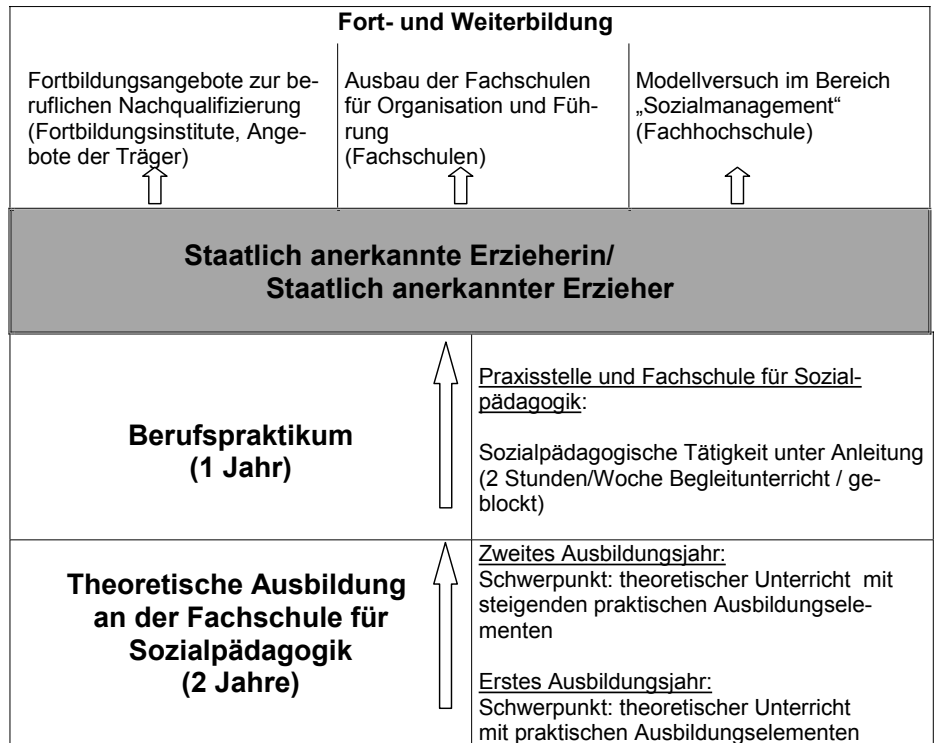 Fort- und Weiterbildung
Fortbildungsangebote zur be-
ruflichen Nachqualifizierung
(Fortbildungsinstitute, Ange-
bote der Träger)
Ausbau der Fachschulen
für Organisation und Füh-
rung
(Fachschulen)
Modellversuch im Bereich
„Sozialmanagement“
(Fachhochschule)
Staatlich anerkannte Erzieherin/
Staatlich anerkannter Erzieher
Berufspraktikum
(1 Jahr)
Praxisstelle und Fachschule für Sozial-
pädagogik:
Sozialpädagogische Tätigkeit unter Anleitung
(2 Stunden/Woche Begleitunterricht / ge-
blockt)
Theoretische Ausbildung
an der Fachschule für
Sozialpädagogik
(2 Jahre)
Zweites Ausbildungsjahr:
Schwerpunkt: theoretischer Unterricht mit
steigenden praktischen Ausbildungsele-
menten
Erstes Ausbildungsjahr:
Schwerpunkt: theoretischer Unterricht
mit praktischen Ausbildungselementen